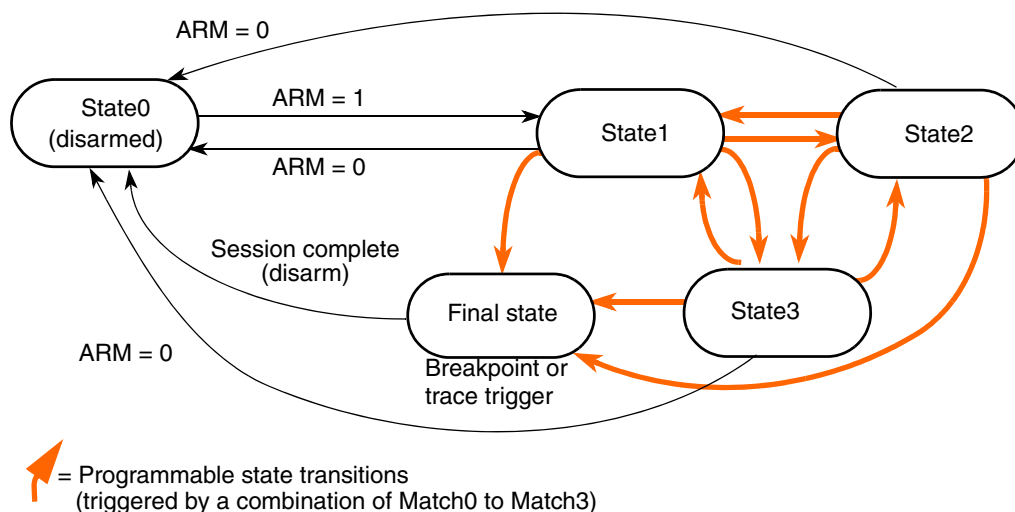 ARM = 0
State0
(disarmed)
ARM = 1
ARM = 0
State1
State2
Session complete
(disarm)
Final state
State3
Breakpoint or
trace trigger
ARM = 0
= Programmable state transitions
(triggered by a combination of Match0 to Match3)